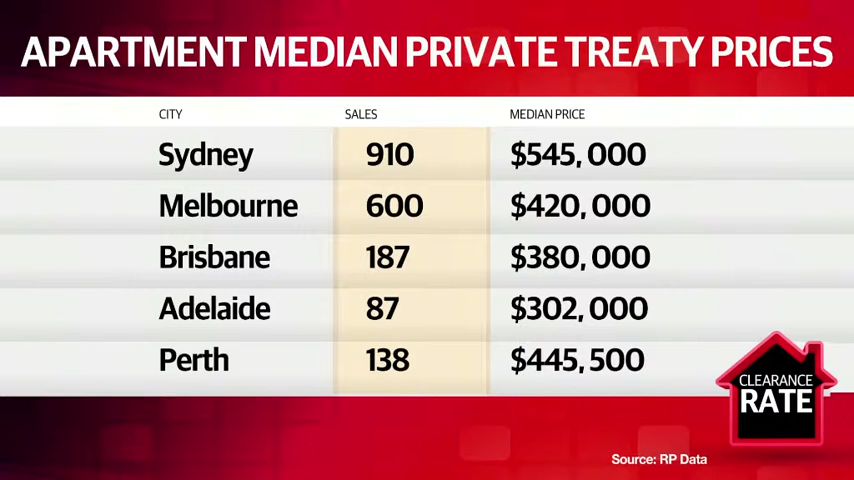 APARTMENT MEDIAN PRIVATE TREATY PRICES
CITY SALES MEDIAN PRICE
Sydney 910 $545,000
Melbourne 600 $420,000
Brisbane 187 $380,000
Adelaide 87 $302,000
Perth 138 $445,500
CLEARANCE
RATE
Source: RP Data